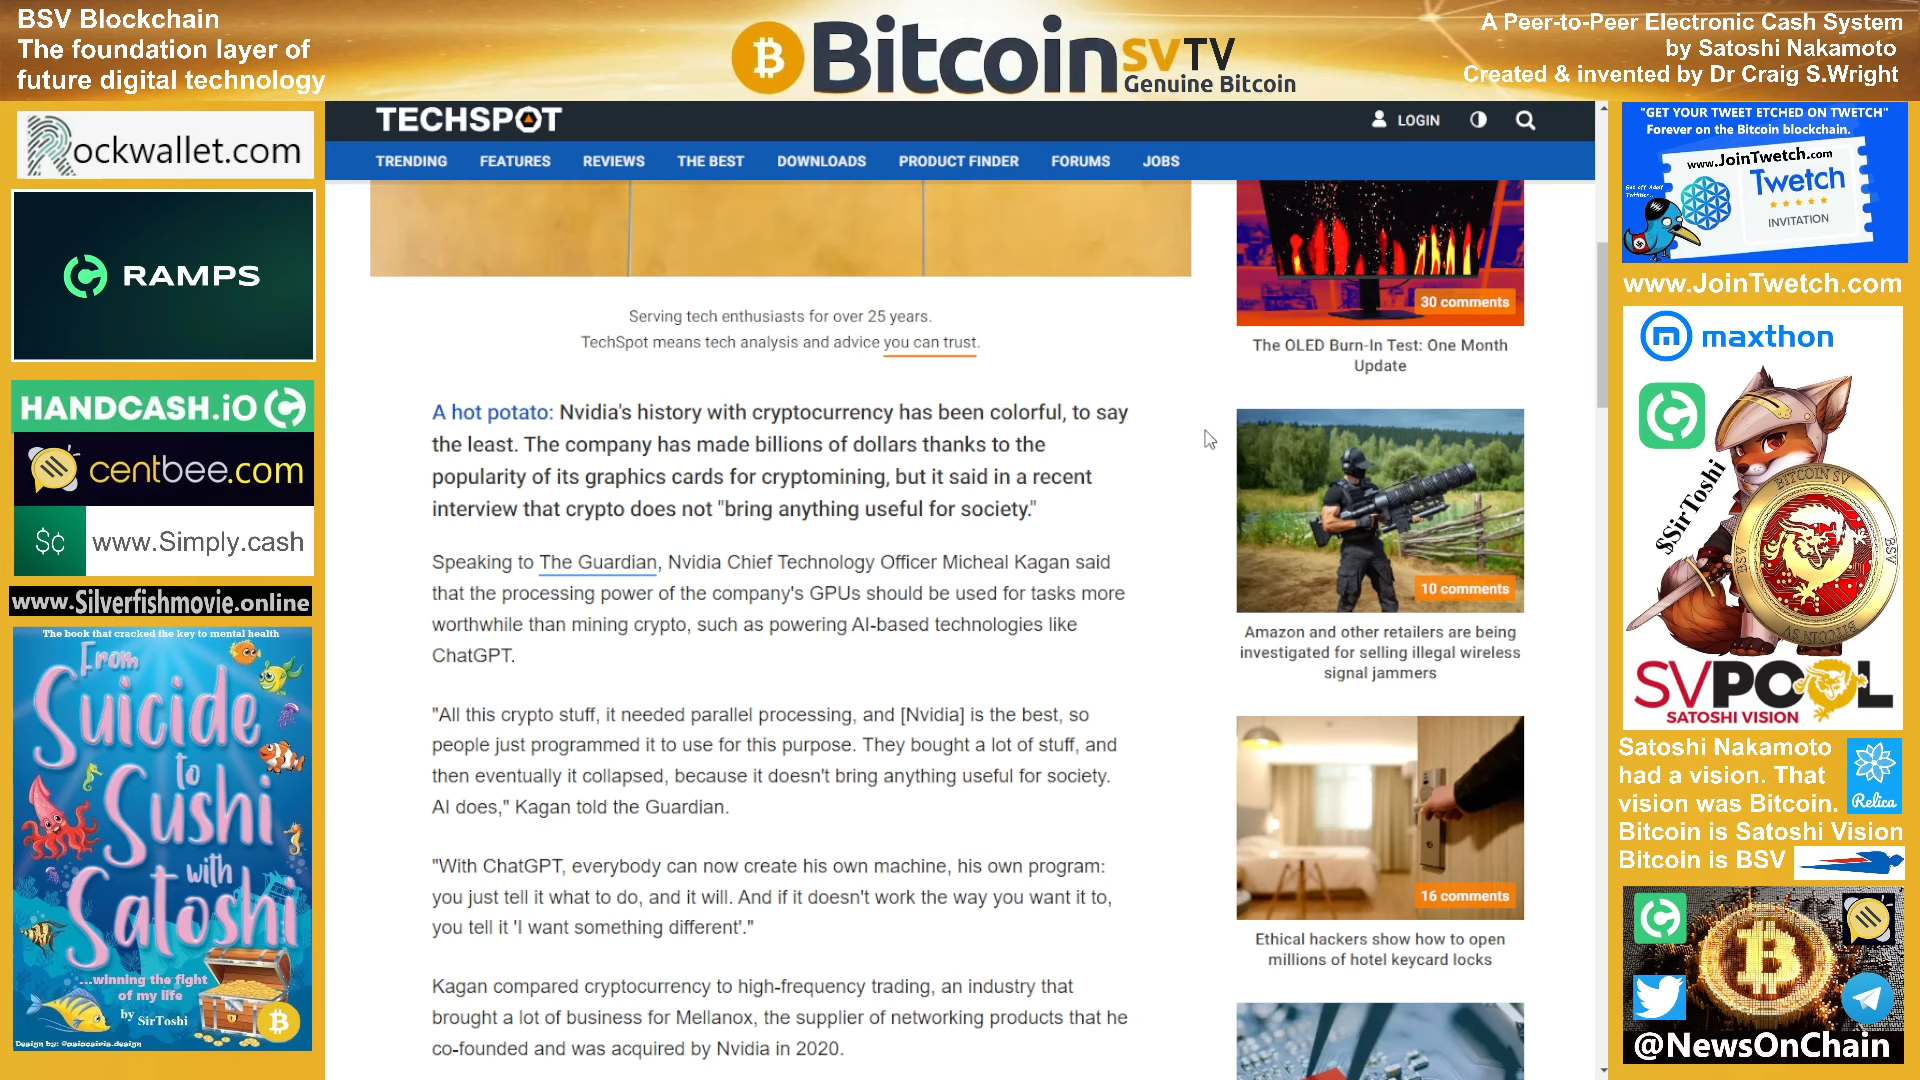 BSV Blockchain
The foundation layer of
future digital technology
Bitcoin SVTV
Genuine Bitcoin
A Peer-to-Peer Electronic Cash System
by Satoshi Nakamoto
Created & invented by Dr Craig S.Wright
Rockwallet.com
RAMPS
HANDCASH.iO
centbee.com
$c www.Simply.cash
www.Silverfishmovie.online
The book that cracked the key to mental health
From
Suicide
to
Sushi
with
Satoshi
...winning the fight
of my life
by SirToshi
TECHSPOT
LOGIN
TRENDING FEATURES REVIEWS THE BEST DOWNLOADS PRODUCT FINDER FORUMS JOBS
Serving tech enthusiasts for over 25 years.
TechSpot means tech analysis and advice you can trust.
A hot potato: Nvidia's history with cryptocurrency has been colorful, to say
the least. The company has made billions of dollars thanks to the
popularity of its graphics cards for cryptomining, but it said in a recent
interview that crypto does not "bring anything useful for society."
Speaking to The Guardian, Nvidia Chief Technology Officer Micheal Kagan said
that the processing power of the company's GPUs should be used for tasks more
worthwhile than mining crypto, such as powering AI-based technologies like
ChatGPT.
"All this crypto stuff, it needed parallel processing, and [Nvidia] is the best, so
people just programmed it to use for this purpose. They bought a lot of stuff, and
then eventually it collapsed, because it doesn't bring anything useful for society.
AI does," Kagan told the Guardian.
"With ChatGPT, everybody can now create his own machine, his own program:
you just tell it what to do, and it will. And if it doesn't work the way you want it to,
you tell it 'I want something different'."
Kagan compared cryptocurrency to high-frequency trading, an industry that
brought a lot of business for Mellanox, the supplier of networking products that he
co-founded and was acquired by Nvidia in 2020.
30 comments
The OLED Burn-In Test: One Month
Update
10 comments
Amazon and other retailers are being
investigated for selling illegal wireless
signal jammers
16 comments
Ethical hackers show how to open
millions of hotel keycard locks
"GET YOUR TWEET ETCHED ON TWETCH"
Forever on the Bitcoin blockchain.
www.JoinTwetch.com
Twetch
INVITATION
www.JoinTwetch.com
maxthon
$SirToshi
BITCOIN SV
BSV
SVPOOL
SATOSHI VISION
Satoshi Nakamoto
had a vision. That
vision was Bitcoin.
Relica
Bitcoin is Satoshi Vision
Bitcoin is BSV
@NewsOnChain